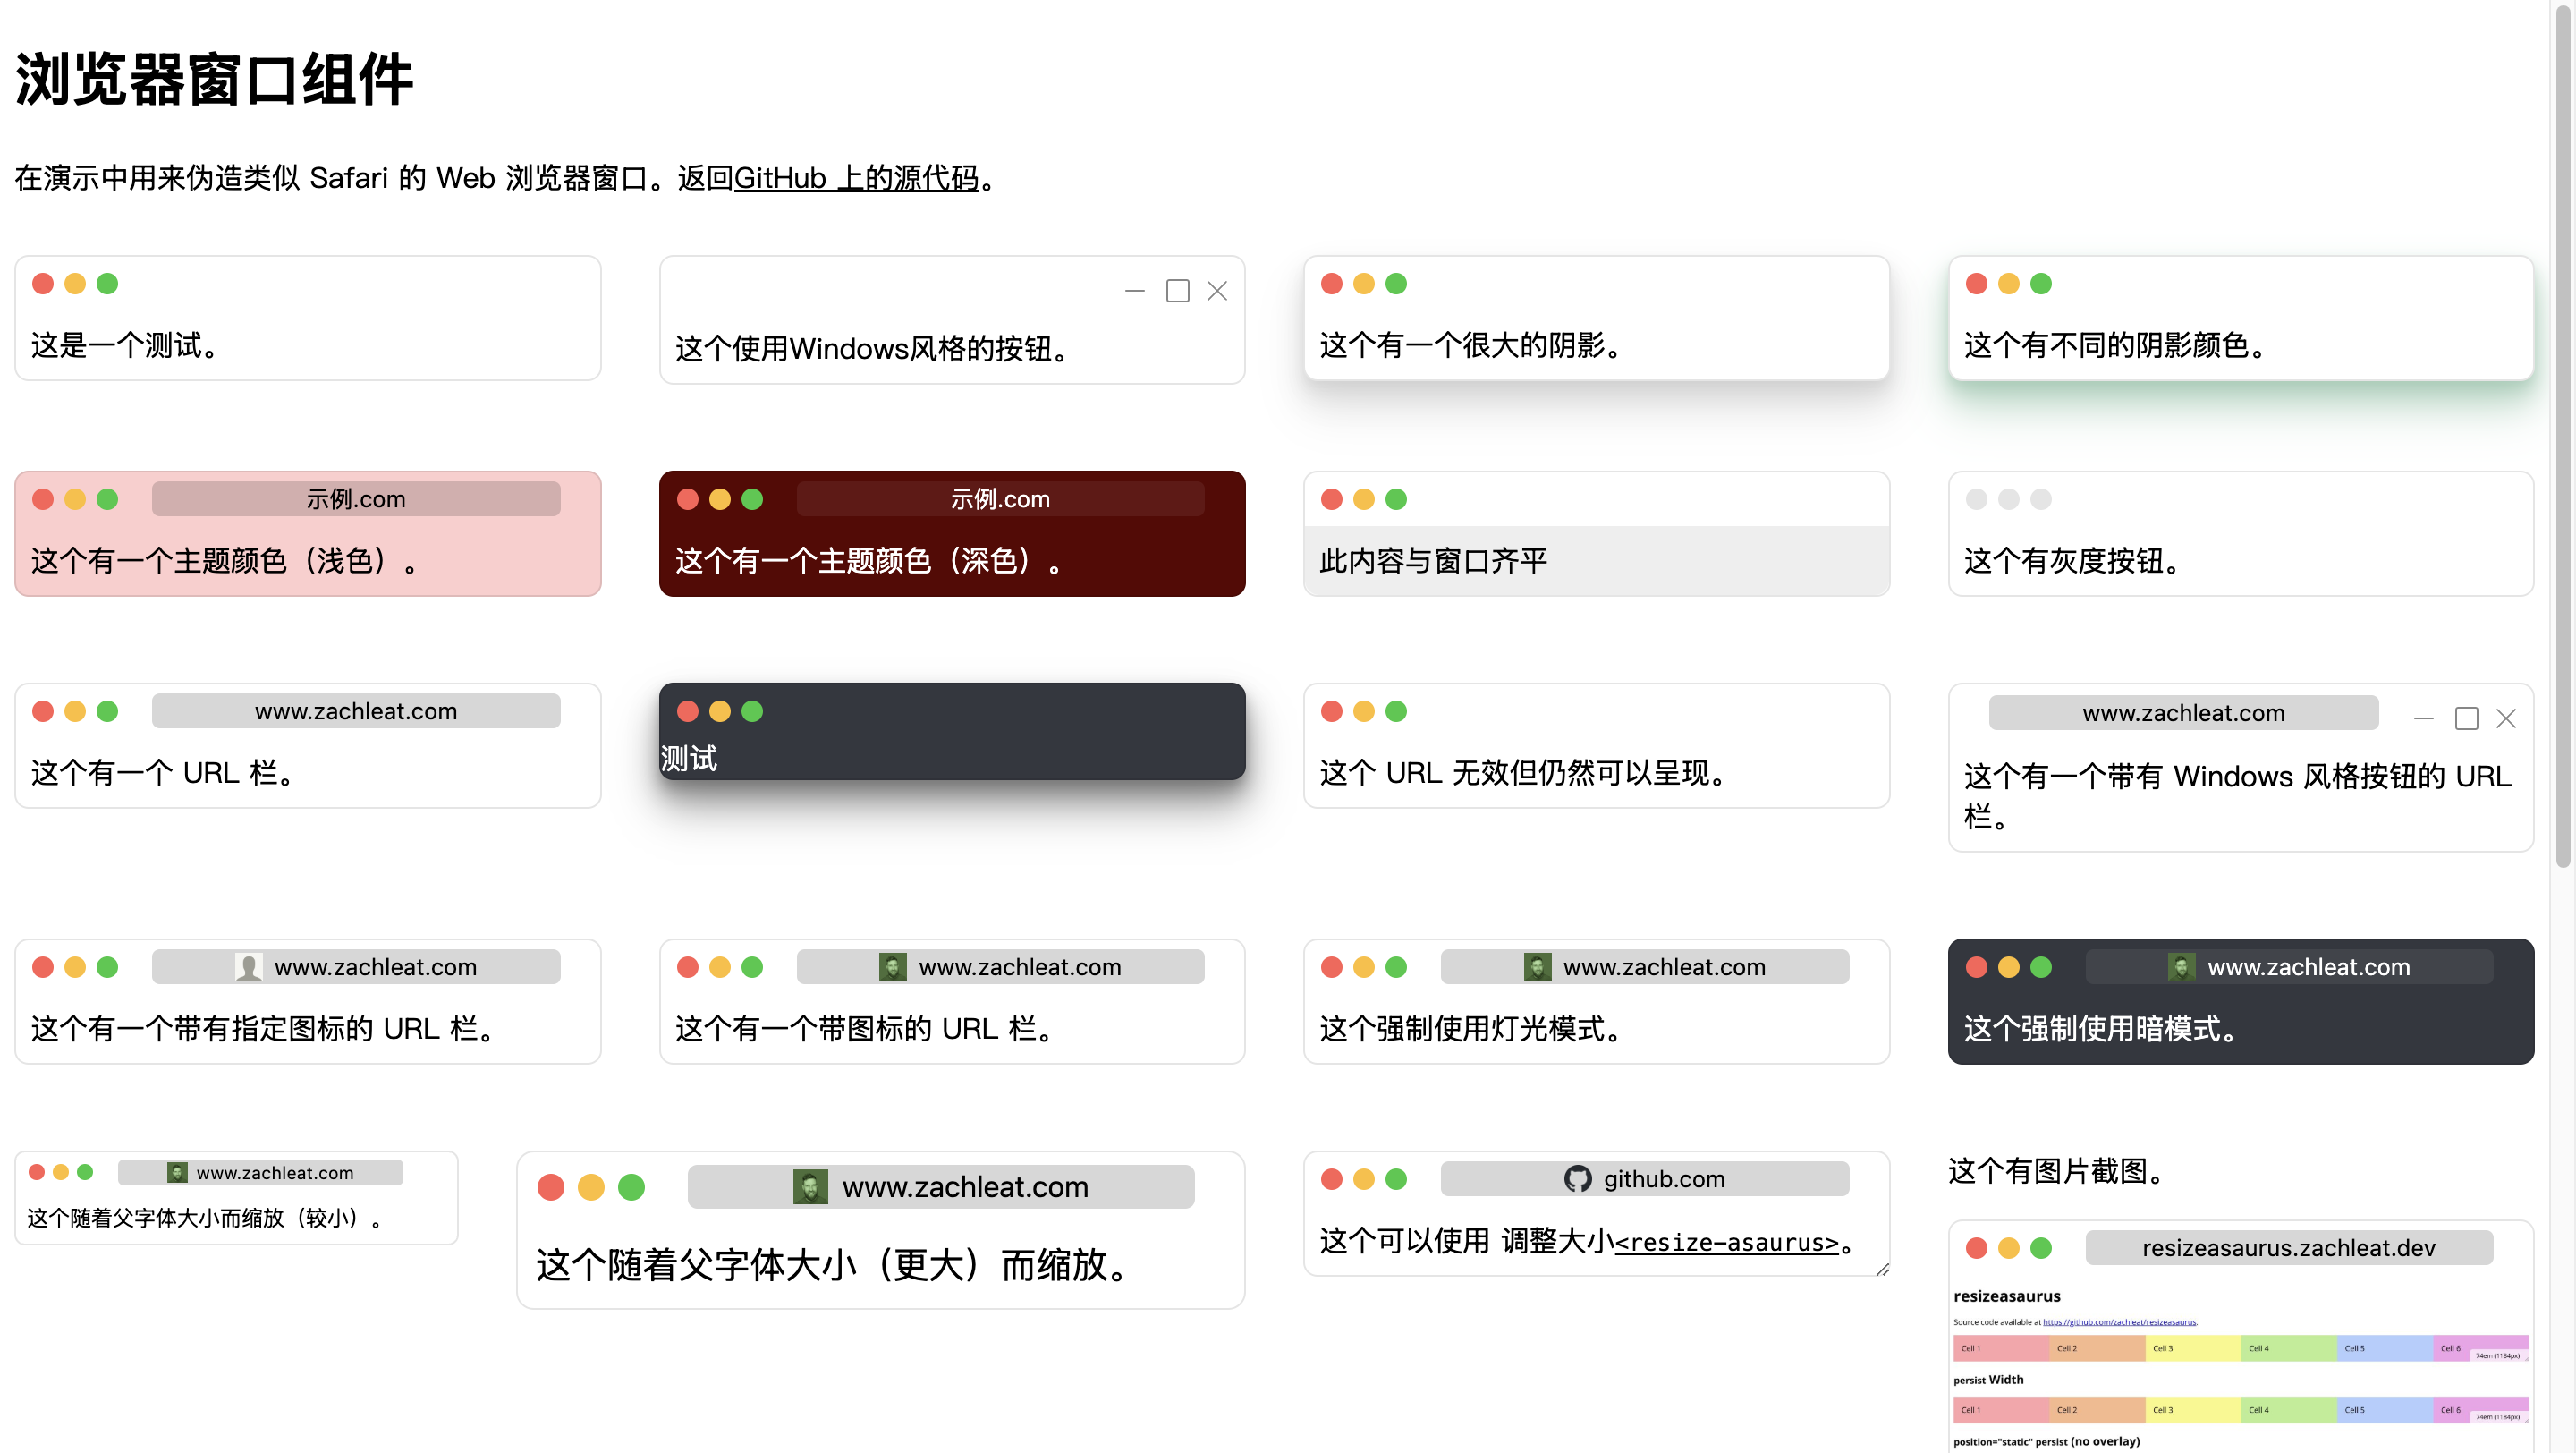 浏览器窗口组件
在演示中用来伪造类似 Safari 的 Web 浏览器窗口。返回GitHub 上的源代码。
这是一个测试。
这个使用Windows风格的按钮。
这个有一个很大的阴影。
这个有不同的阴影颜色。
示例.com
这个有一个主题颜色（浅色）。
示例.com
这个有一个主题颜色（深色）。
此内容与窗口齐平
这个有灰度按钮。
www.zachleat.com
这个有一个 URL 栏。
测试
这个 URL 无效但仍然可以呈现。
www.zachleat.com
这个有一个带有 Windows 风格按钮的 URL
栏。
www.zachleat.com
这个有一个带有指定图标的 URL 栏。
www.zachleat.com
这个有一个带图标的 URL 栏。
www.zachleat.com
这个强制使用灯光模式。
www.zachleat.com
这个强制使用暗模式。
www.zachleat.com
这个随着父字体大小而缩放（较小）。
www.zachleat.com
这个随着父字体大小（更大）而缩放。
github.com
这个可以使用 调整大小<resize-asaurus>。
这个有图片截图。
resizeasaurus.zachleat.dev
resizeasaurus
Source code available at https://github.com/zachleat/resizeasaurus.
Cell 1 Cell 2 Cell 3 Cell 4 Cell 5 Cell 6
74em (1184px)
persist Width
Cell 1 Cell 2 Cell 3 Cell 4 Cell 5 Cell 6
74em (1184px)
position="static" persist (no overlay)